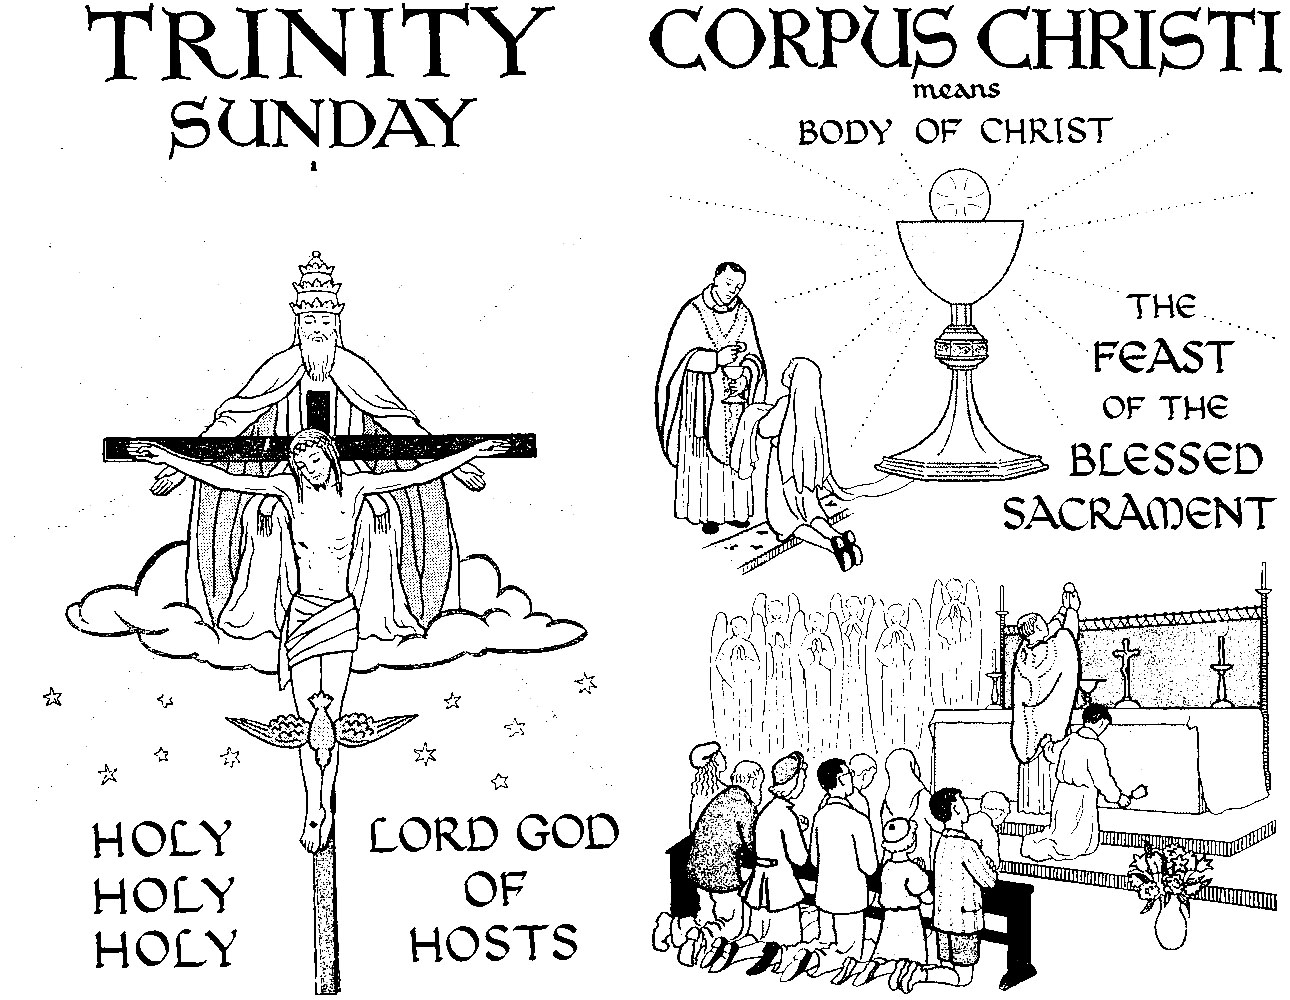 TRINITY
SUNDAY
HOLY
HOLY
HOLY
LORD GOD
OF
HOSTS
CORPUS CHRISTI
means
BODY OF CHRIST
THE
FEAST
OF THE
BLESSED
SACRAMENT